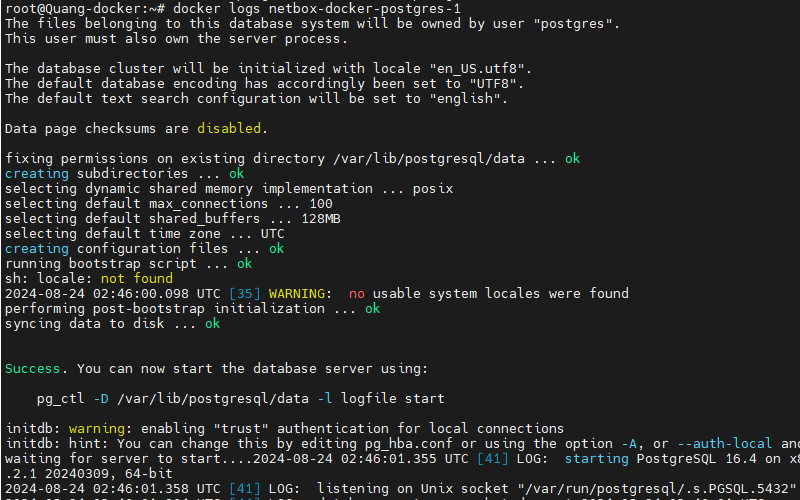 root@Quang-docker:~# docker logs netbox-docker-postgres-1
The files belonging to this database system will be owned by user "postgres".
This user must also own the server process.
The database cluster will be initialized with locale "en_US.utf8".
The default database encoding has accordingly been set to "UTF8".
The default text search configuration will be set to "english".
Data page checksums are disabled.
fixing permissions on existing directory /var/lib/postgresql/data ... ok
creating subdirectories ... ok
selecting dynamic shared memory implementation ... posix
selecting default max_connections ... 100
selecting default shared_buffers ... 128MB
selecting default time zone ... UTC
creating configuration files ... ok
running bootstrap script ... ok
sh: locale: not found
2024-08-24 02:46:00.098 UTC [35] WARNING:  no usable system locales were found
performing post-bootstrap initialization ... ok
syncing data to disk ... ok
Success. You can now start the database server using:
pg_ctl -D /var/lib/postgresql/data -l logfile start
initdb: warning: enabling "trust" authentication for local connections
initdb: hint: You can change this by editing pg_hba.conf or using the option -A, or --auth-local and
waiting for server to start....2024-08-24 02:46:01.355 UTC [41] LOG:  starting PostgreSQL 16.4 on x8
.2.1 20240309, 64-bit
2024-08-24 02:46:01.358 UTC [41] LOG:  listening on Unix socket "/var/run/postgresql/.s.PGSQL.5432"